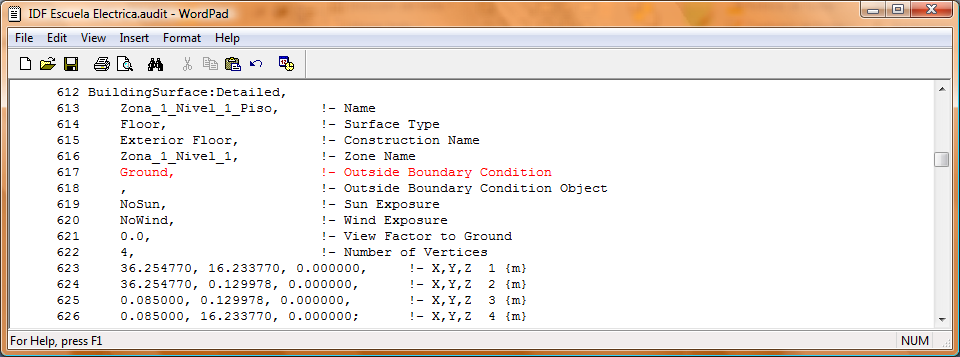 IDF Escuela Electrica.audit - WordPad
File Edit View Insert Format Help
612 BuildingSurface:Detailed,
613 Zona_1_Nivel_1_Piso, !- Name
614 Floor, !- Surface Type
615 Exterior Floor, !- Construction Name
616 Zona_1_Nivel_1, !- Zone Name
617 Ground, !- Outside Boundary Condition
618 , !- Outside Boundary Condition Object
619 NoSun, !- Sun Exposure
620 NoWind, !- Wind Exposure
621 0.0, !- View Factor to Ground
622 4, !- Number of Vertices
623 36.254770, 16.233770, 0.000000, !- X,Y,Z 1 {m}
624 36.254770, 0.129978, 0.000000, !- X,Y,Z 2 {m}
625 0.085000, 0.129978, 0.000000, !- X,Y,Z 3 {m}
626 0.085000, 16.233770, 0.000000; !- X,Y,Z 4 {m}
For Help, press F1 NUM